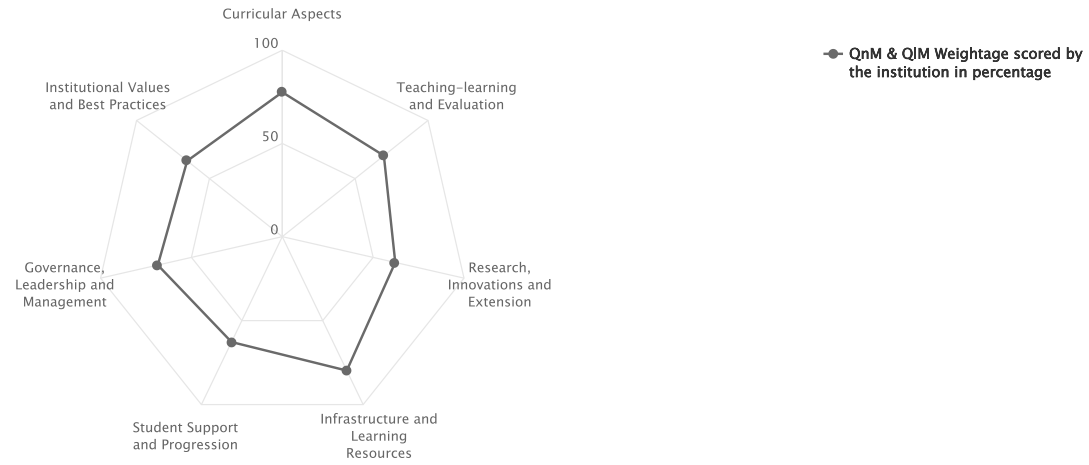 Curricular Aspects
100
QnM & QlM Weightage scored by
the institution in percentage
Institutional Values
and Best Practices
Teaching-learning
and Evaluation
50
0
Governance,
Leadership and
Management
Research,
Innovations and
Extension
Student Support
and Progression
Infrastructure and
Learning
Resources